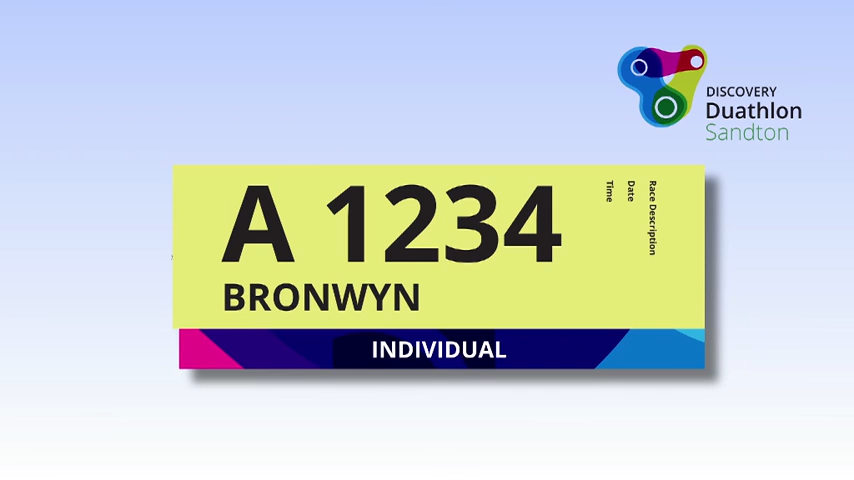 DISCOVERY
Duathlon
Sandton
A 1234
BRONWYN
Race Description
Date
Time
INDIVIDUAL